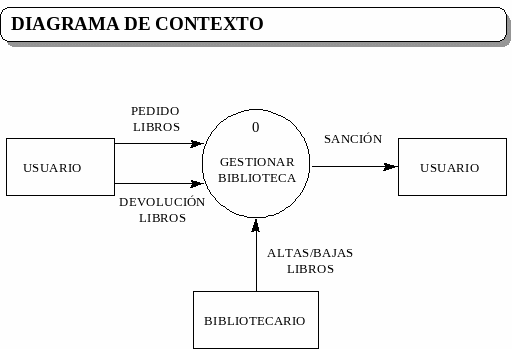 DIAGRAMA DE CONTEXTO
PEDIDO
LIBROS
0
GESTIONAR
BIBLIOTECA
SANCIÓN
USUARIO
USUARIO
DEVOLUCIÓN
LIBROS
ALTAS/BAJAS
LIBROS
BIBLIOTECARIO